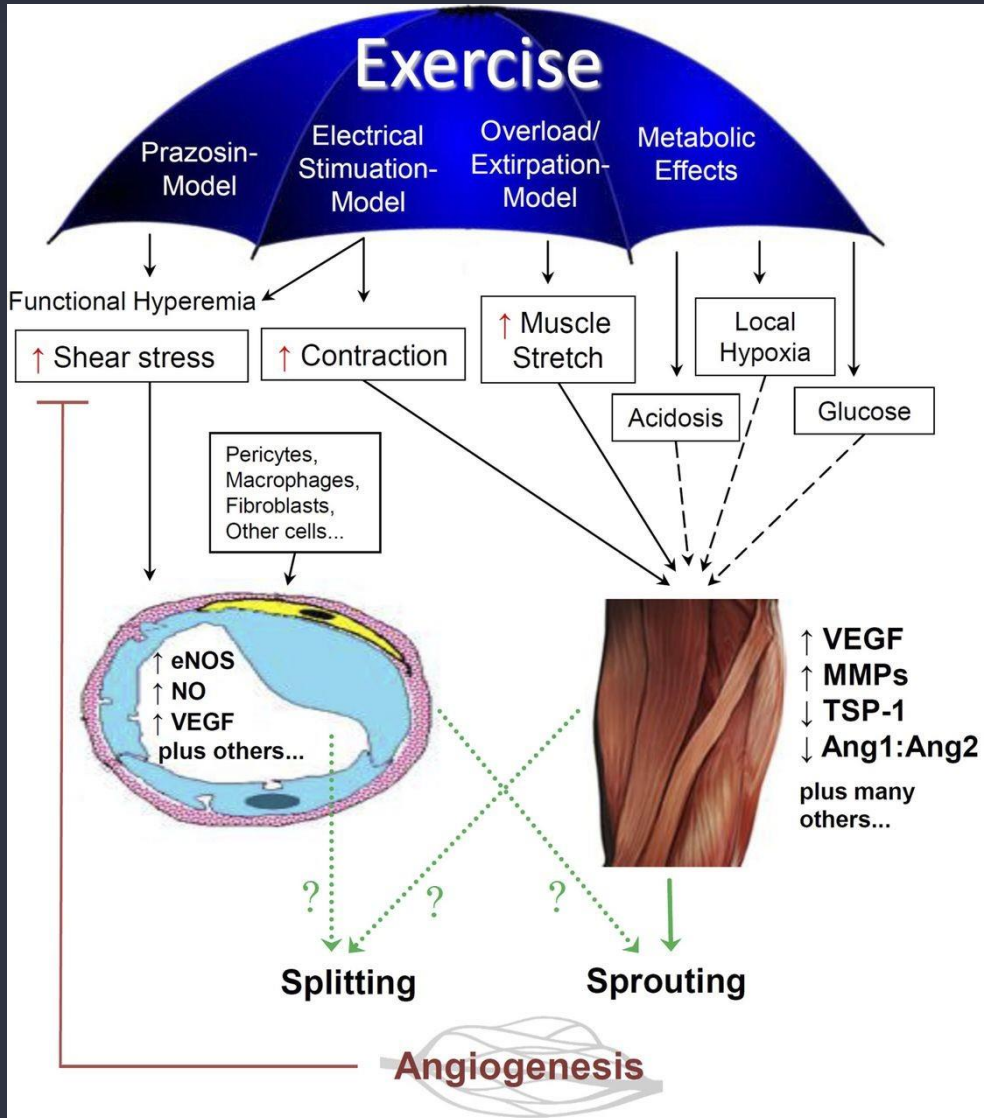 Exercise
Prazosin-
Model
Electrical
Stimuation-
Model
Overload/
Extirpation-
Model
Metabolic
Effects
Functional Hyperemia
↑ Shear stress
↑ Contraction
↑ Muscle
Stretch
Local
Hypoxia
Acidosis
Glucose
Pericytes,
Macrophages,
Fibroblasts,
Other cells...
↑ eNOS
↑ NO
↑ VEGF
plus others...
↑ VEGF
↑ MMPs
↓ TSP-1
↓ Ang1:Ang2
plus many
others...
?
?
?
Splitting
Sprouting
Angiogenesis